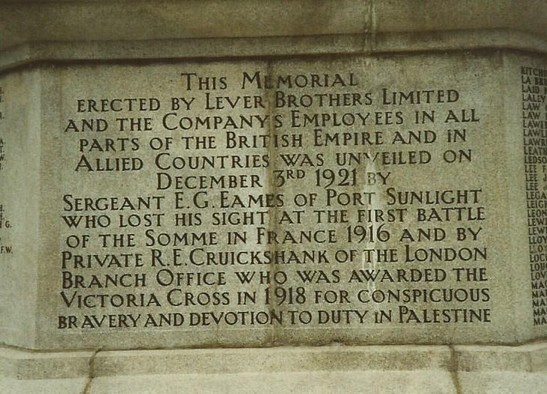 This Memorial
erected by Lever Brothers Limited
and the Company's Employees in all
parts of the British Empire and in
Allied Countries was unveiled on
December 3rd 1921 by
Sergeant E.G. Eames of Port Sunlight
who lost his sight at the first battle
of the Somme in France 1916 and by
Private R.E. Cruickshank of the London
Branch Office who was awarded the
Victoria Cross in 1918 for conspicuous
bravery and devotion to duty in Palestine